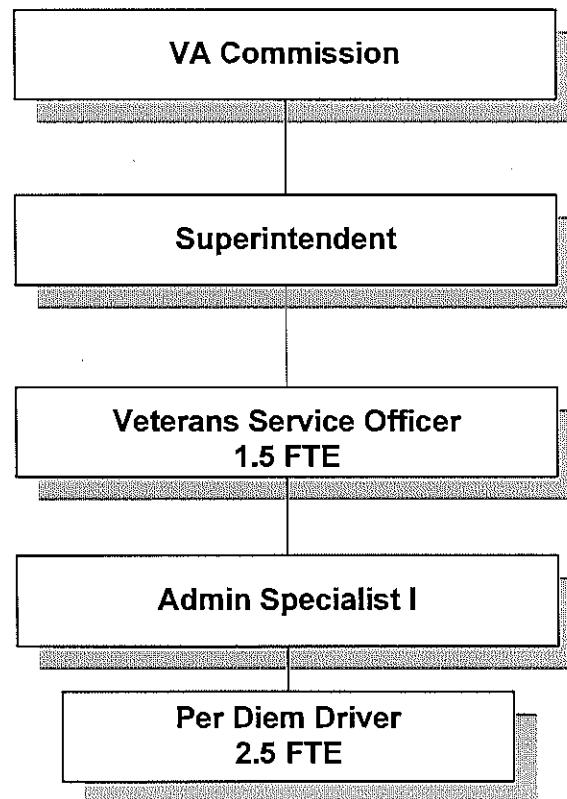 VA Commission
Superintendent
Veterans Service Officer
1.5 FTE
Admin Specialist I
Per Diem Driver
2.5 FTE